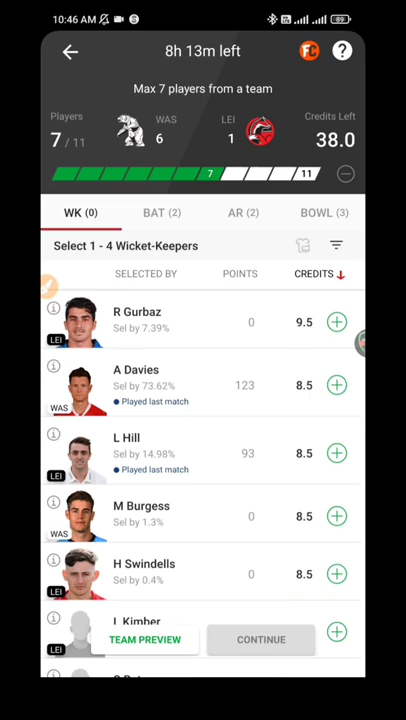 10:46 AM
89
8h 13m left
FC
?
Max 7 players from a team
Players
7 / 11
WAS
6
LEI
1
Credits Left
38.0
7
11
WK (0)
BAT (2)
AR (2)
BOWL (3)
Select 1 - 4 Wicket-Keepers
SELECTED BY
POINTS
CREDITS
R Gurbaz
Sel by 7.39%
0
9.5
LEI
A Davies
Sel by 73.62%
Played last match
123
8.5
WAS
L Hill
Sel by 14.98%
Played last match
93
8.5
LEI
M Burgess
Sel by 1.3%
0
8.5
WAS
H Swindells
Sel by 0.4%
0
8.5
LEI
L Kimber
LEI
TEAM PREVIEW
CONTINUE